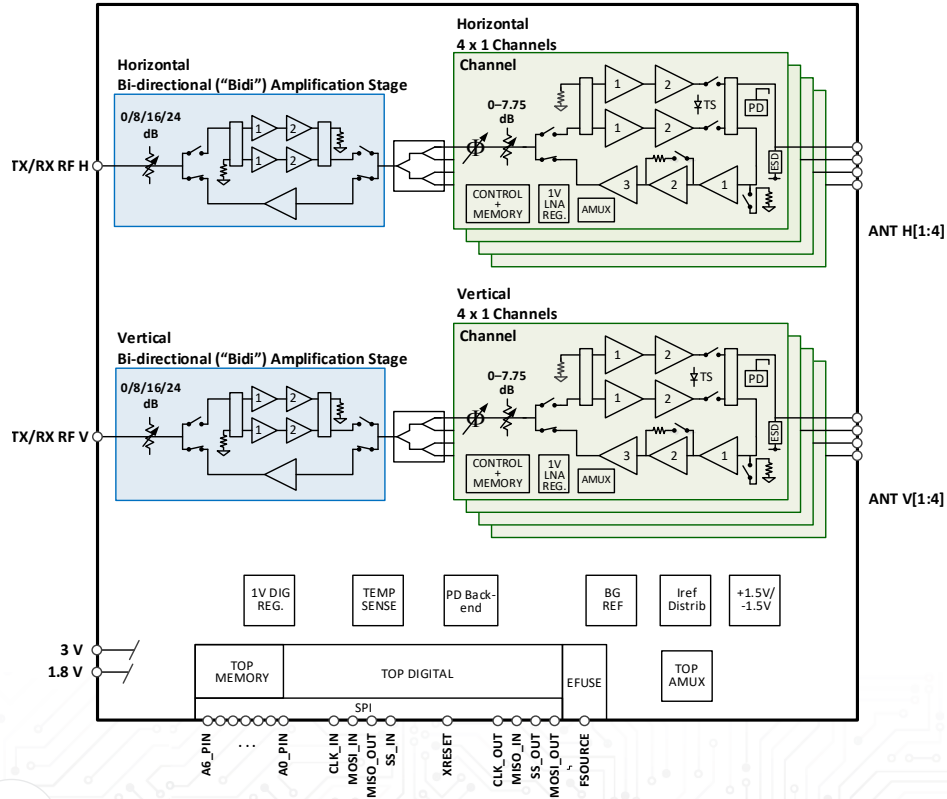 Horizontal
4 x 1 Channels
Horizontal
Bi-directional ("Bidi") Amplification Stage
Channel
0/8/16/24
dB
1
2
1
2
0–7.75
dB
Φ
1
2
1
2
TS
PD
ESD
3
2
1
CONTROL
+
MEMORY
1V
LNA
REG.
AMUX
TX/RX RF H
ANT H[1:4]
Vertical
4 x 1 Channels
Vertical
Bi-directional ("Bidi") Amplification Stage
Channel
0/8/16/24
dB
1
2
1
2
0–7.75
dB
Φ
1
2
1
2
TS
PD
ESD
3
2
1
CONTROL
+
MEMORY
1V
LNA
REG.
AMUX
TX/RX RF V
ANT V[1:4]
1V DIG
REG.
TEMP
SENSE
PD Back-
end
BG
REF
Iref
Distrib
+1.5V/
-1.5V
3 V
1.8 V
TOP
MEMORY
TOP DIGITAL
EFUSE
TOP
AMUX
SPI
A6_PIN
...
A0_PIN
CLK_IN
MOSI_IN
MISO_OUT
SS_IN
XRESET
CLK_OUT
MISO_IN
SS_OUT
MOSI_OUT
FSOURCE